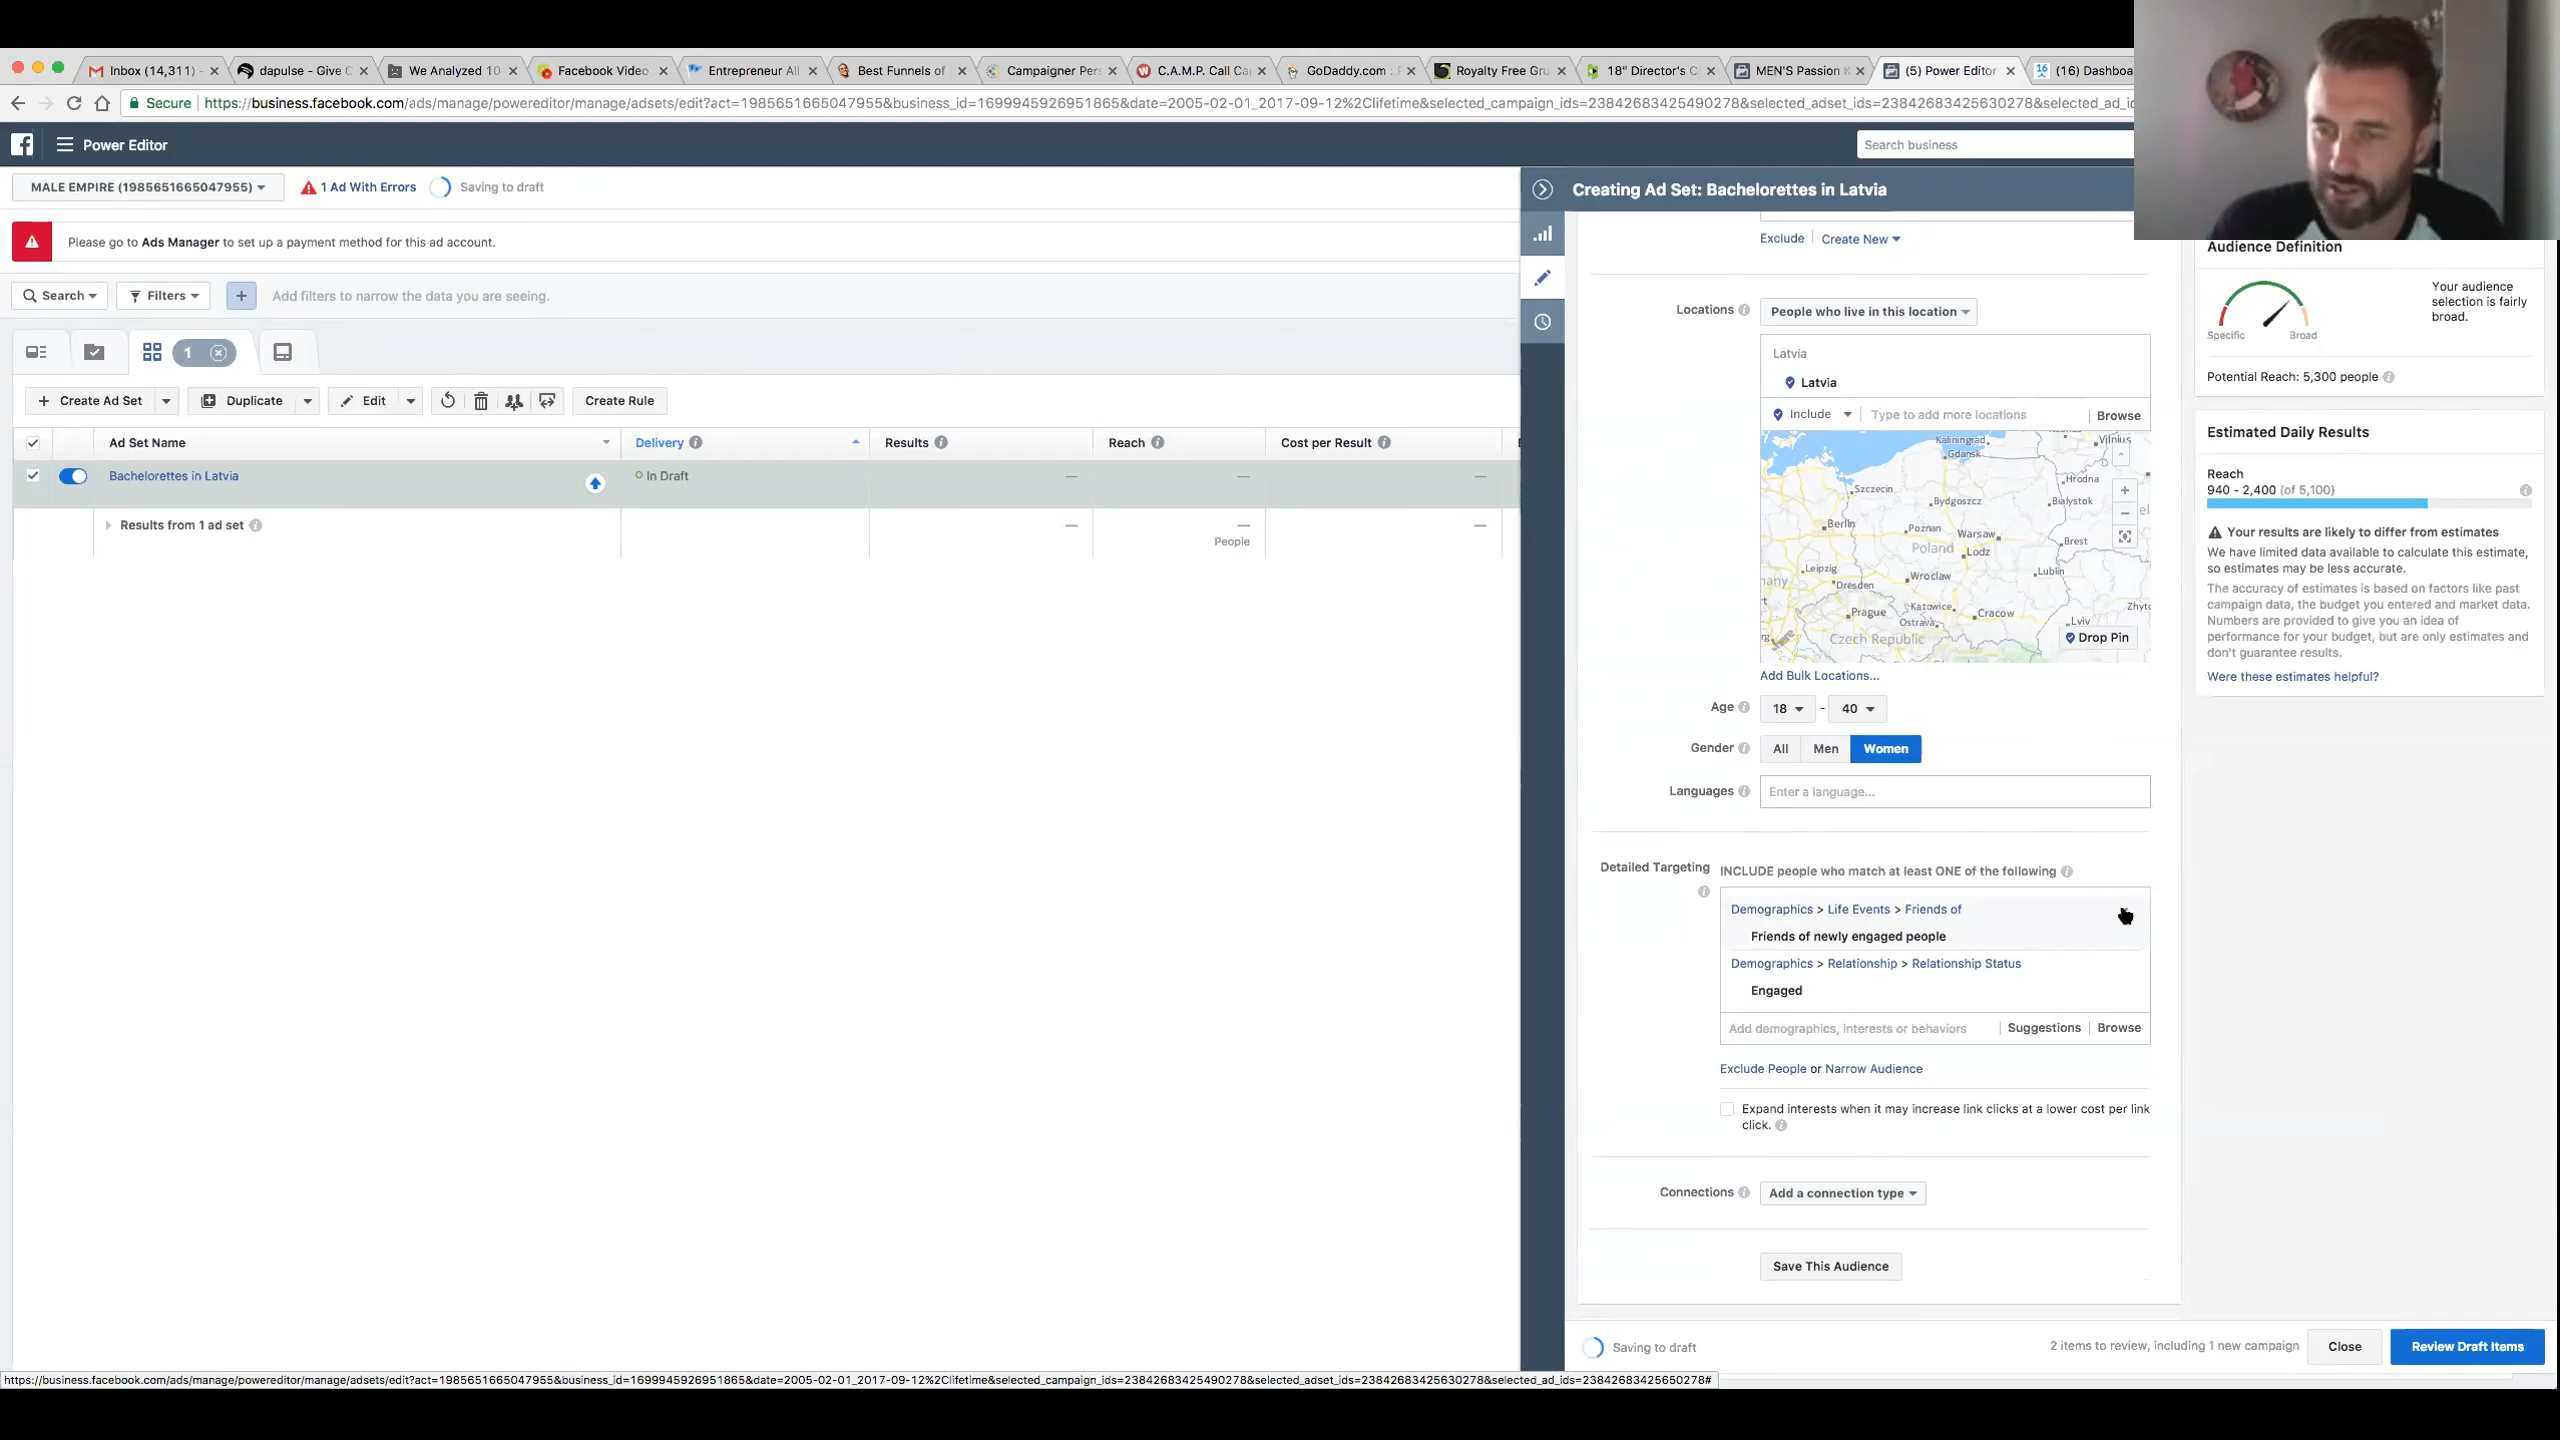 Inbox (14,311) -
dapulse - Give C
We Analyzed 10
Facebook Video
Entrepreneur All
Best Funnels of
Campaigner Pers
C.A.M.P. Call Ca
GoDaddy.com : F
Royalty Free Gru
18" Director's C
MEN'S Passion K
(5) Power Editor
16
(16) Dashboa
Secure
https://business.facebook.com/ads/manage/powereditor/manage/adsets/edit?act=1985651665047955&business_id=1699945926951865&date=2005-02-01_2017-09-12%2Clifetime&selected_campaign_ids=23842683425490278&selected_adset_ids=23842683425630278&selected_ad_id
Power Editor
Search business
MALE EMPIRE (1985651665047955)
1 Ad With Errors
Saving to draft
Please go to Ads Manager to set up a payment method for this ad account.
Search
Filters
Add filters to narrow the data you are seeing.
1
Create Ad Set
Duplicate
Edit
Create Rule
Ad Set Name
Delivery
Results
Reach
Cost per Result
Bachelorettes in Latvia
In Draft
—
—
—
Results from 1 ad set
—
—
—
People
Creating Ad Set: Bachelorettes in Latvia
Exclude
Create New
Locations
People who live in this location
Latvia
Latvia
Include
Type to add more locations
Browse
Kaliningrad
Vilnius
Gdansk
Hrodna
Szczecin
Bydgoszcz
Bialystok
Berlin
Poznan
Warsaw
Brest
Poland
Lodz
Leipzig
Wroclaw
Lublin
many
Dresden
Prague
Katowice
Cracow
Zhyto
Ostrava
Lviv
Czech Republic
Drop Pin
Add Bulk Locations...
Age
18
-
40
Gender
All
Men
Women
Languages
Enter a language...
Detailed Targeting
INCLUDE people who match at least ONE of the following
Demographics > Life Events > Friends of
Friends of newly engaged people
Demographics > Relationship > Relationship Status
Engaged
Add demographics, interests or behaviors
Suggestions
Browse
Exclude People or Narrow Audience
Expand interests when it may increase link clicks at a lower cost per link
click.
Connections
Add a connection type
Save This Audience
Saving to draft
2 items to review, including 1 new campaign
Close
Review Draft Items
Audience Definition
Your audience
selection is fairly
broad.
Specific
Broad
Potential Reach: 5,300 people
Estimated Daily Results
Reach
940 - 2,400 (of 5,100)
Your results are likely to differ from estimates
We have limited data available to calculate this estimate,
so estimates may be less accurate.
The accuracy of estimates is based on factors like past
campaign data, the budget you entered and market data.
Numbers are provided to give you an idea of
performance for your budget, but are only estimates and
don't guarantee results.
Were these estimates helpful?
https://business.facebook.com/ads/manage/powereditor/manage/adsets/edit?act=1985651665047955&business_id=1699945926951865&date=2005-02-01_2017-09-12%2Clifetime&selected_campaign_ids=23842683425490278&selected_adset_ids=23842683425630278&selected_ad_ids=23842683425650278#